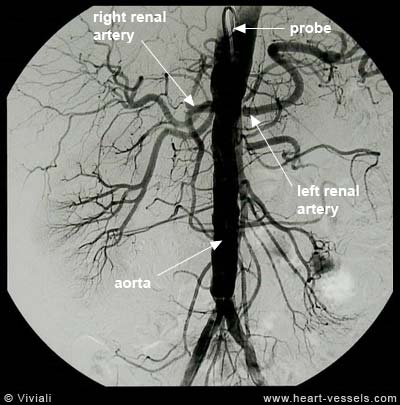 right renal
artery
probe
left renal
artery
aorta
© Viviali
www.heart-vessels.com